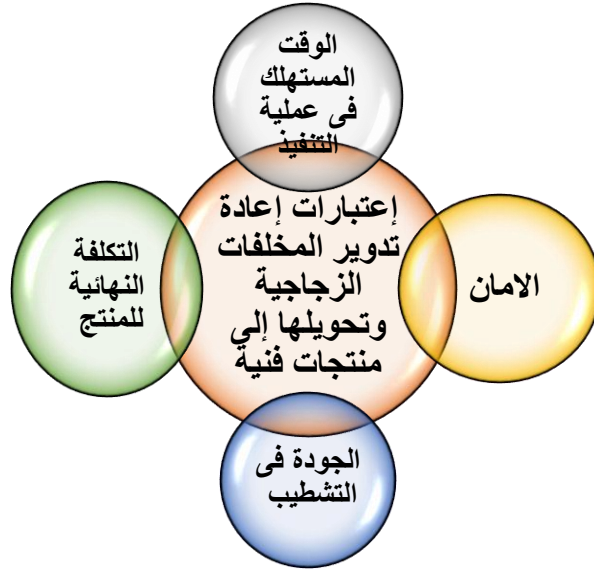 الوقت
المستهلك
فى عملية
التنفيذ
إعتبارات إعادة
تدوير المخلفات
الزجاجية
وتحويلها إلى
منتجات فنية
الامان
التكلفة
النهائية
للمنتج
الجودة فى
التشطيب